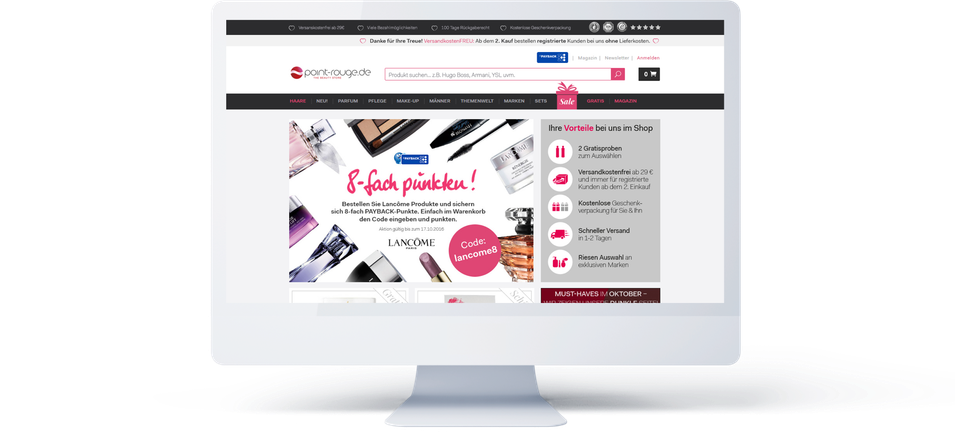 Versandkostenfrei ab 29€
Viele Bezahlmöglichkeiten
100 Tage Rückgaberecht
Kostenlose Geschenkverpackung
Danke für Ihre Treue! VersandkostenFREI: Ab dem 2. Kauf bestellen registrierte Kunden bei uns ohne Lieferkosten.
PAYBACK
Magazin | Newsletter | Anmelden
point-rouge.de
Produkt suchen... z.B. Hugo Boss, Armani, YSL uvm.
0
HAARE NEU! PARFUM PFLEGE MAKE-UP MÄNNER THEMENWELT MARKEN SETS Sale GRATIS MAGAZIN
PAYBACK
8-fach punkten!
Bestellen Sie Lancôme Produkte und sichern
sich 8-fach PAYBACK-Punkte. Einfach im Warenkorb
den Code eingeben und punkten.
Aktion gültig bis zum 17.10.2016
LANCÔME
PARIS
Code:
lancome8
Ihre Vorteile bei uns im Shop
2 Gratisproben
zum Auswählen
Versandkostenfrei ab 29 €
und immer für registrierte
Kunden ab dem 2. Einkauf
Kostenlose Geschenk-
verpackung für Sie & Ihn
Schneller Versand
in 1-2 Tagen
Riesen Auswahl an
exklusiven Marken
MUST-HAVES IM OKTOBER –